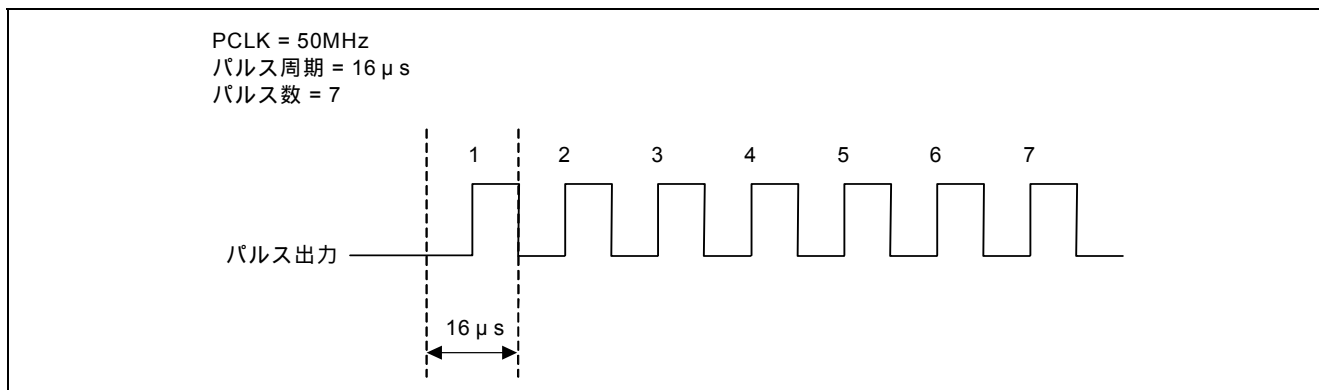 PCLK = 50MHz
パルス周期 = 16 μ s
パルス数 = 7
1 2 3 4 5 6 7
パルス出力
16 μ s